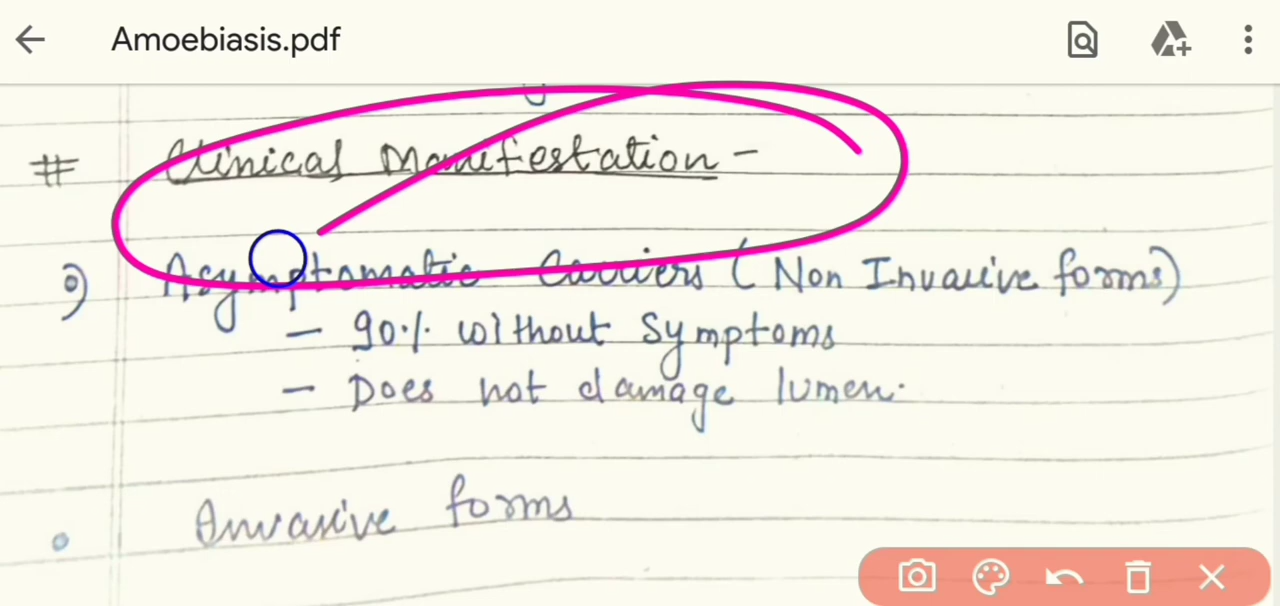 Amoebiasis.pdf
# Clinical Manifestation -
Asymptomatic Carriers ( Non Invasive forms)
- 90% without Symptoms
- Does not damage lumen.
Invasive forms